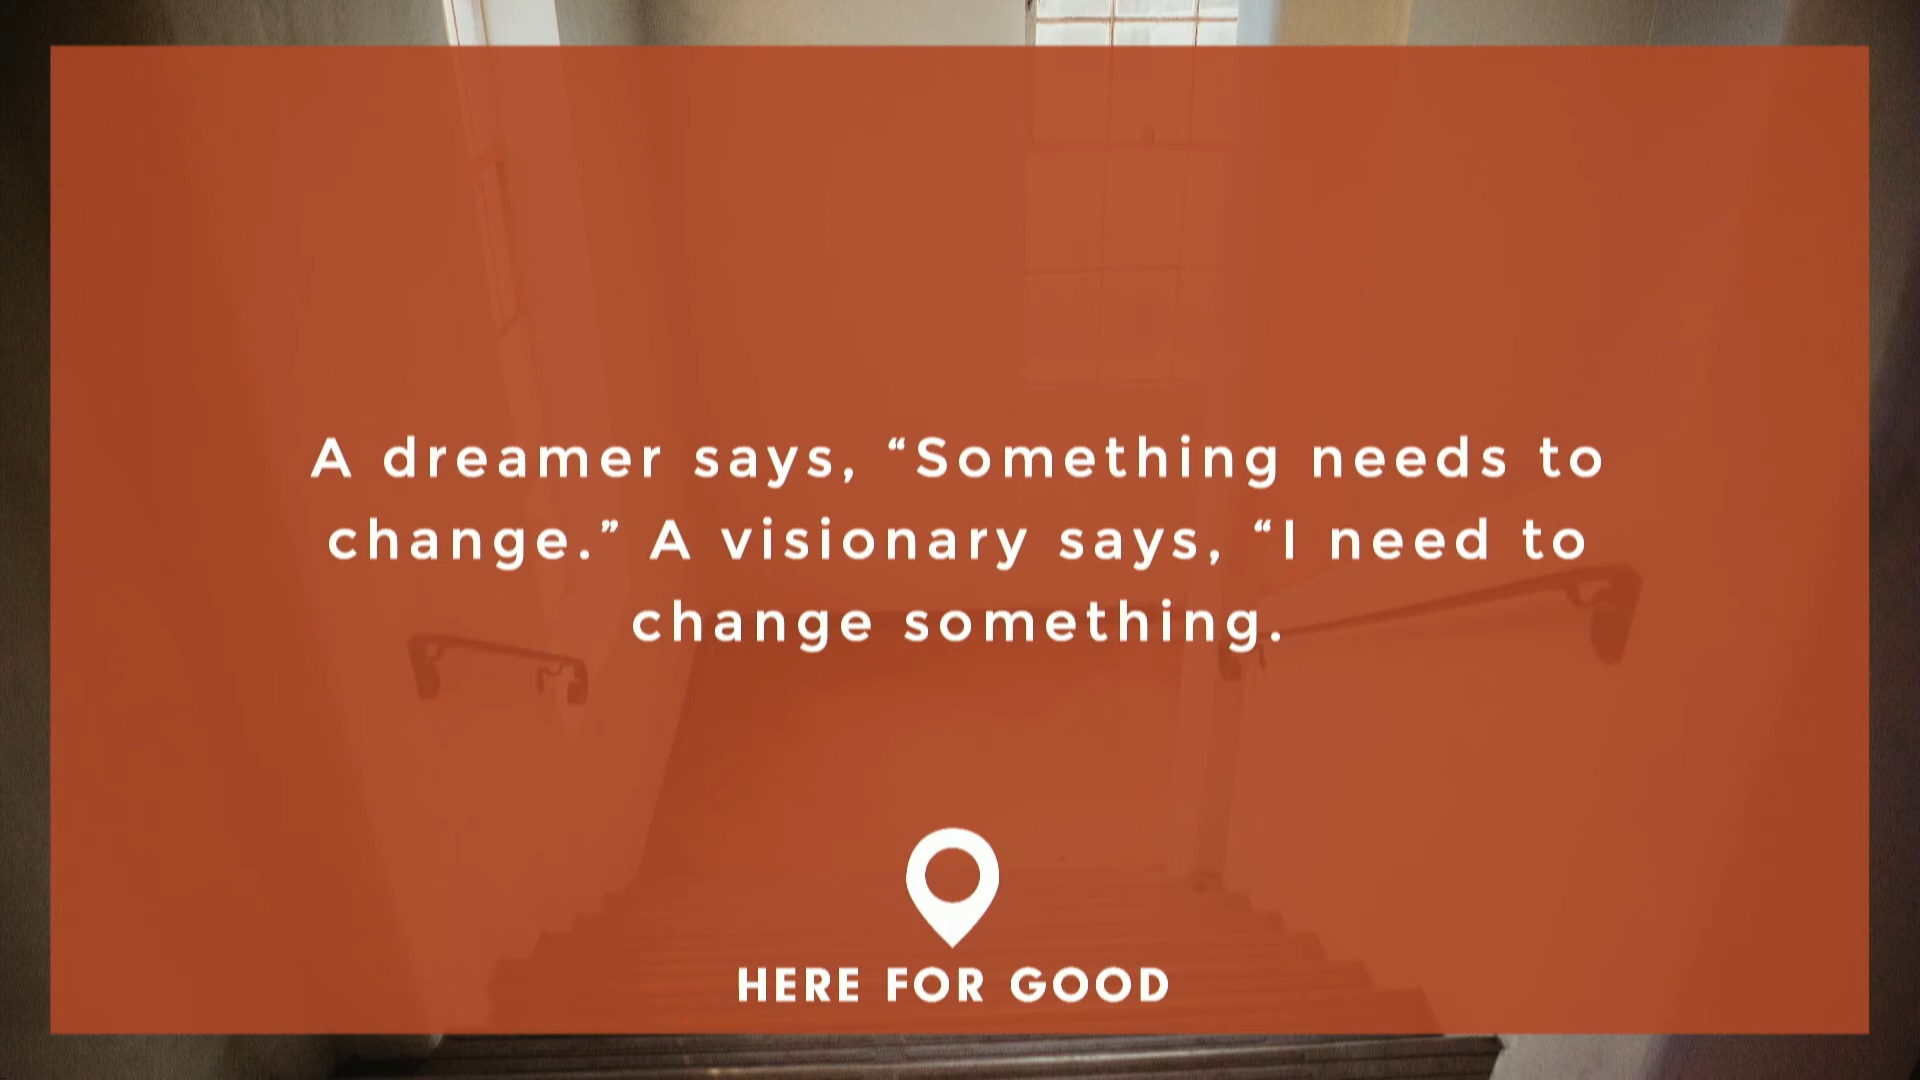 A dreamer says, “Something needs to
change.” A visionary says, “I need to
change something.
HERE FOR GOOD